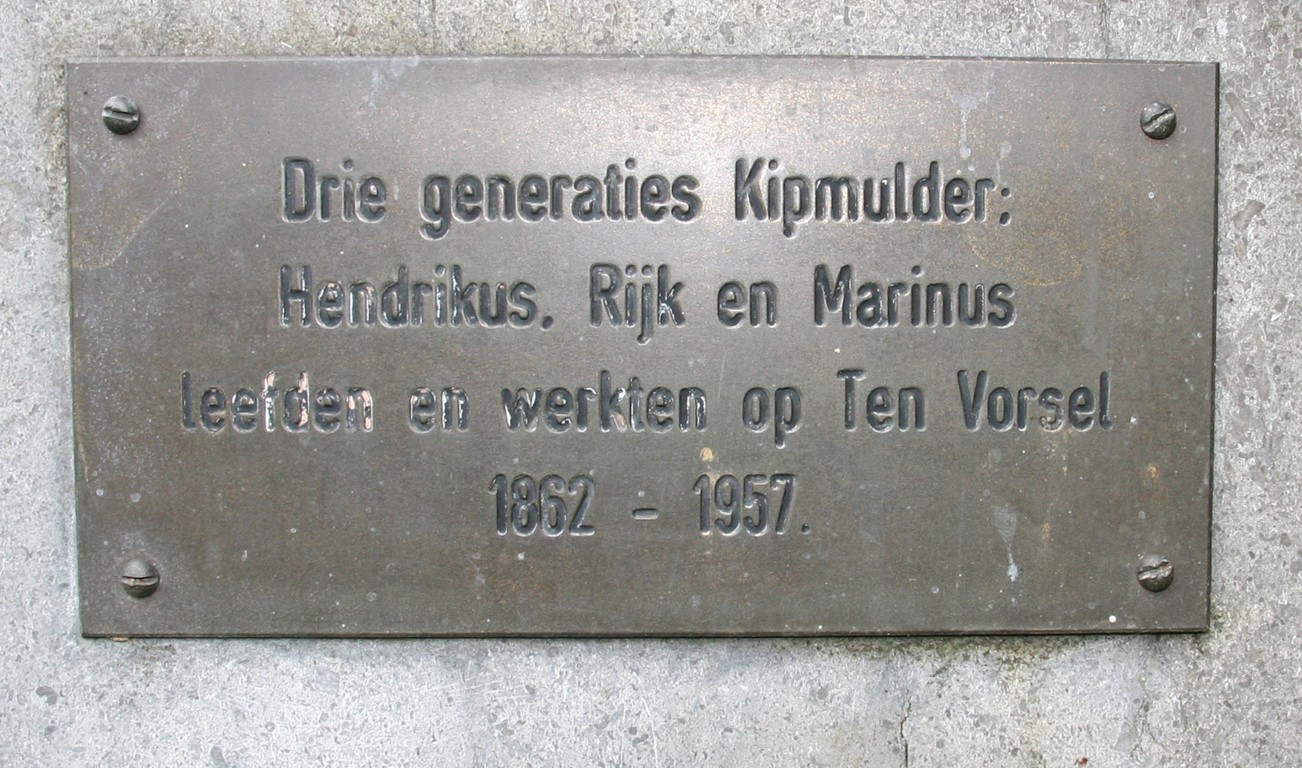 Drie generaties Kipmulder:
Hendrikus, Rijk en Marinus
leefden en werkten op Ten Vorsel
1862 - 1957.